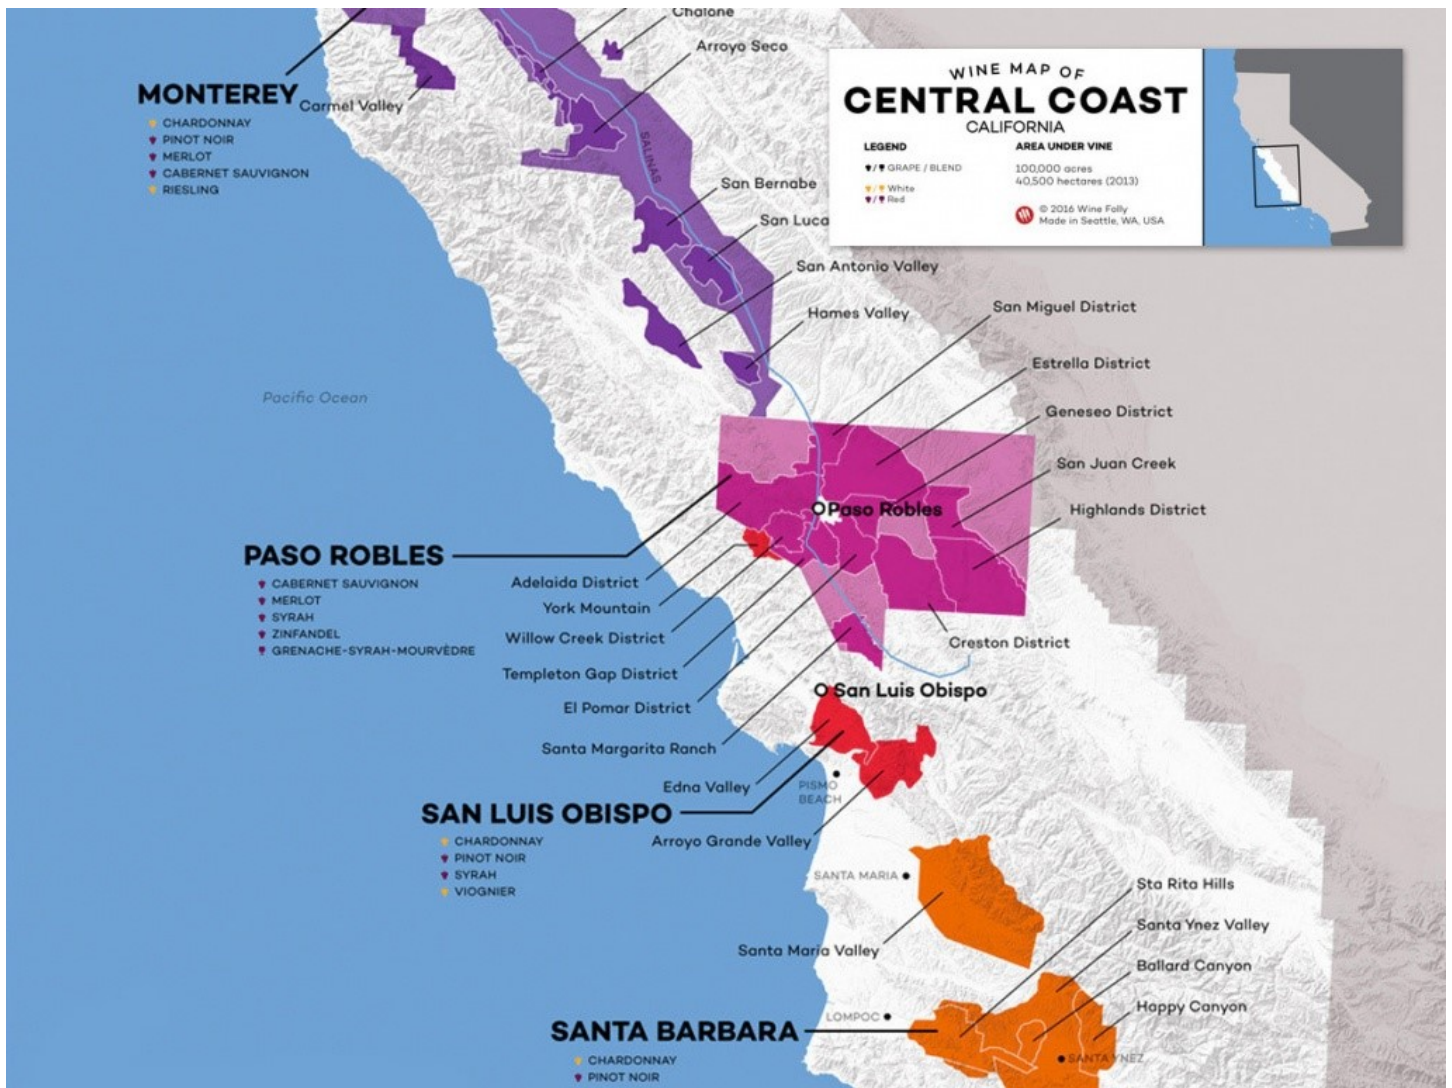 Chalone
Arroyo Seco
MONTEREY
Carmel Valley
CHARDONNAY
PINOT NOIR
MERLOT
CABERNET SAUVIGNON
RIESLING
WINE MAP OF
CENTRAL COAST
CALIFORNIA
LEGEND
/ GRAPE / BLEND
/ White
/ Red
AREA UNDER VINE
100,000 acres
40,500 hectares (2013)
© 2016 Wine Folly
Made in Seattle, WA, USA
SALINAS
San Bernabe
San Luca
San Antonio Valley
Hames Valley
San Miguel District
Estrella District
Geneseo District
San Juan Creek
Highlands District
Pacific Ocean
Paso Robles
PASO ROBLES
CABERNET SAUVIGNON
MERLOT
SYRAH
ZINFANDEL
GRENACHE-SYRAH-MOURVÈDRE
Adelaida District
York Mountain
Willow Creek District
Templeton Gap District
El Pomar District
Santa Margarita Ranch
Creston District
San Luis Obispo
Edna Valley
PISMO
BEACH
SAN LUIS OBISPO
CHARDONNAY
PINOT NOIR
SYRAH
VIOGNIER
Arroyo Grande Valley
SANTA MARIA
Santa Maria Valley
Sta Rita Hills
Santa Ynez Valley
Ballard Canyon
Happy Canyon
LOMPOC
SANTA YNEZ
SANTA BARBARA
CHARDONNAY
PINOT NOIR